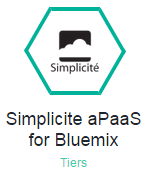 Simplicité
Simplicite aPaaS
for Bluemix
Tiers